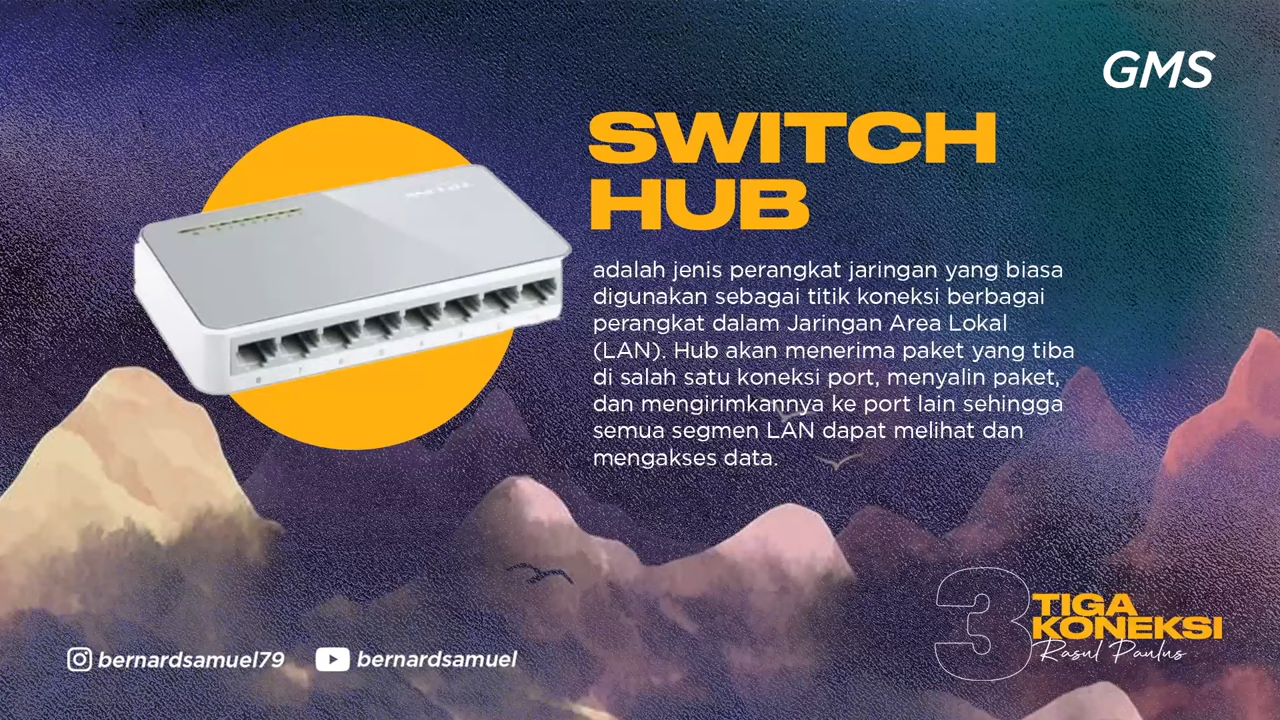 GMS
SWITCH
HUB
adalah jenis perangkat jaringan yang biasa
digunakan sebagai titik koneksi berbagai
perangkat dalam Jaringan Area Lokal
(LAN). Hub akan menerima paket yang tiba
di salah satu koneksi port, menyalin paket,
dan mengirimkannya ke port lain sehingga
semua segmen LAN dapat melihat dan
mengakses data.
bernardsamuel79 bernardsamuel
3 TIGA
KONEKSI
Rasul Paulus